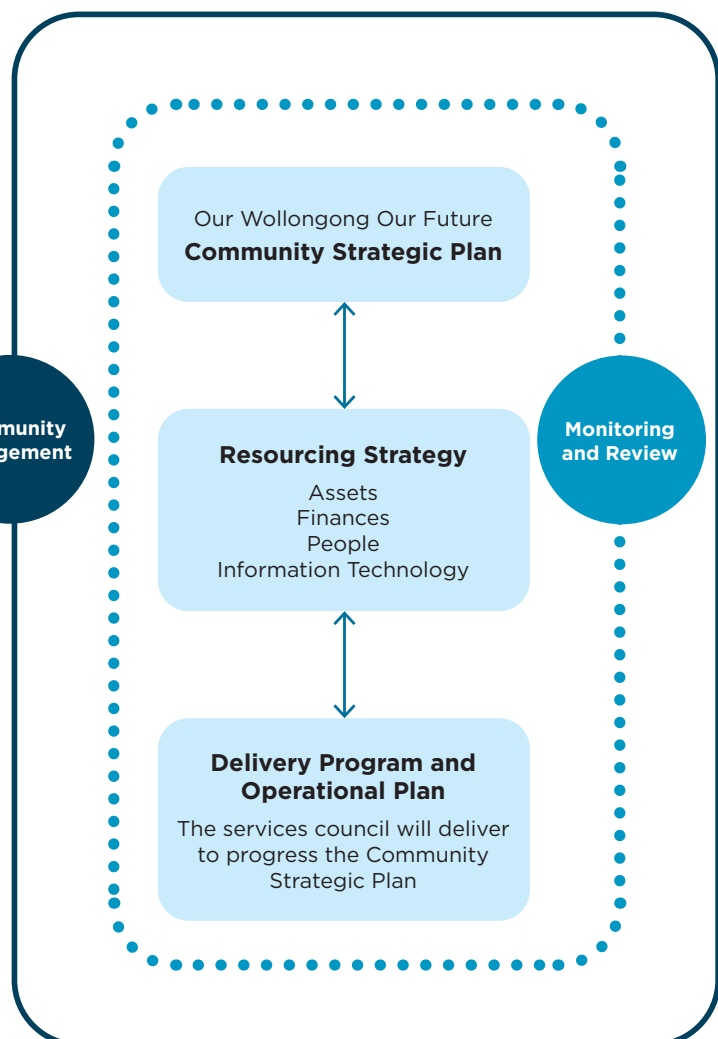 Our Wollongong Our Future
Community Strategic Plan
munity
gement
Resourcing Strategy
Assets
Finances
People
Information Technology
Monitoring
and Review
Delivery Program and
Operational Plan
The services council will deliver
to progress the Community
Strategic Plan